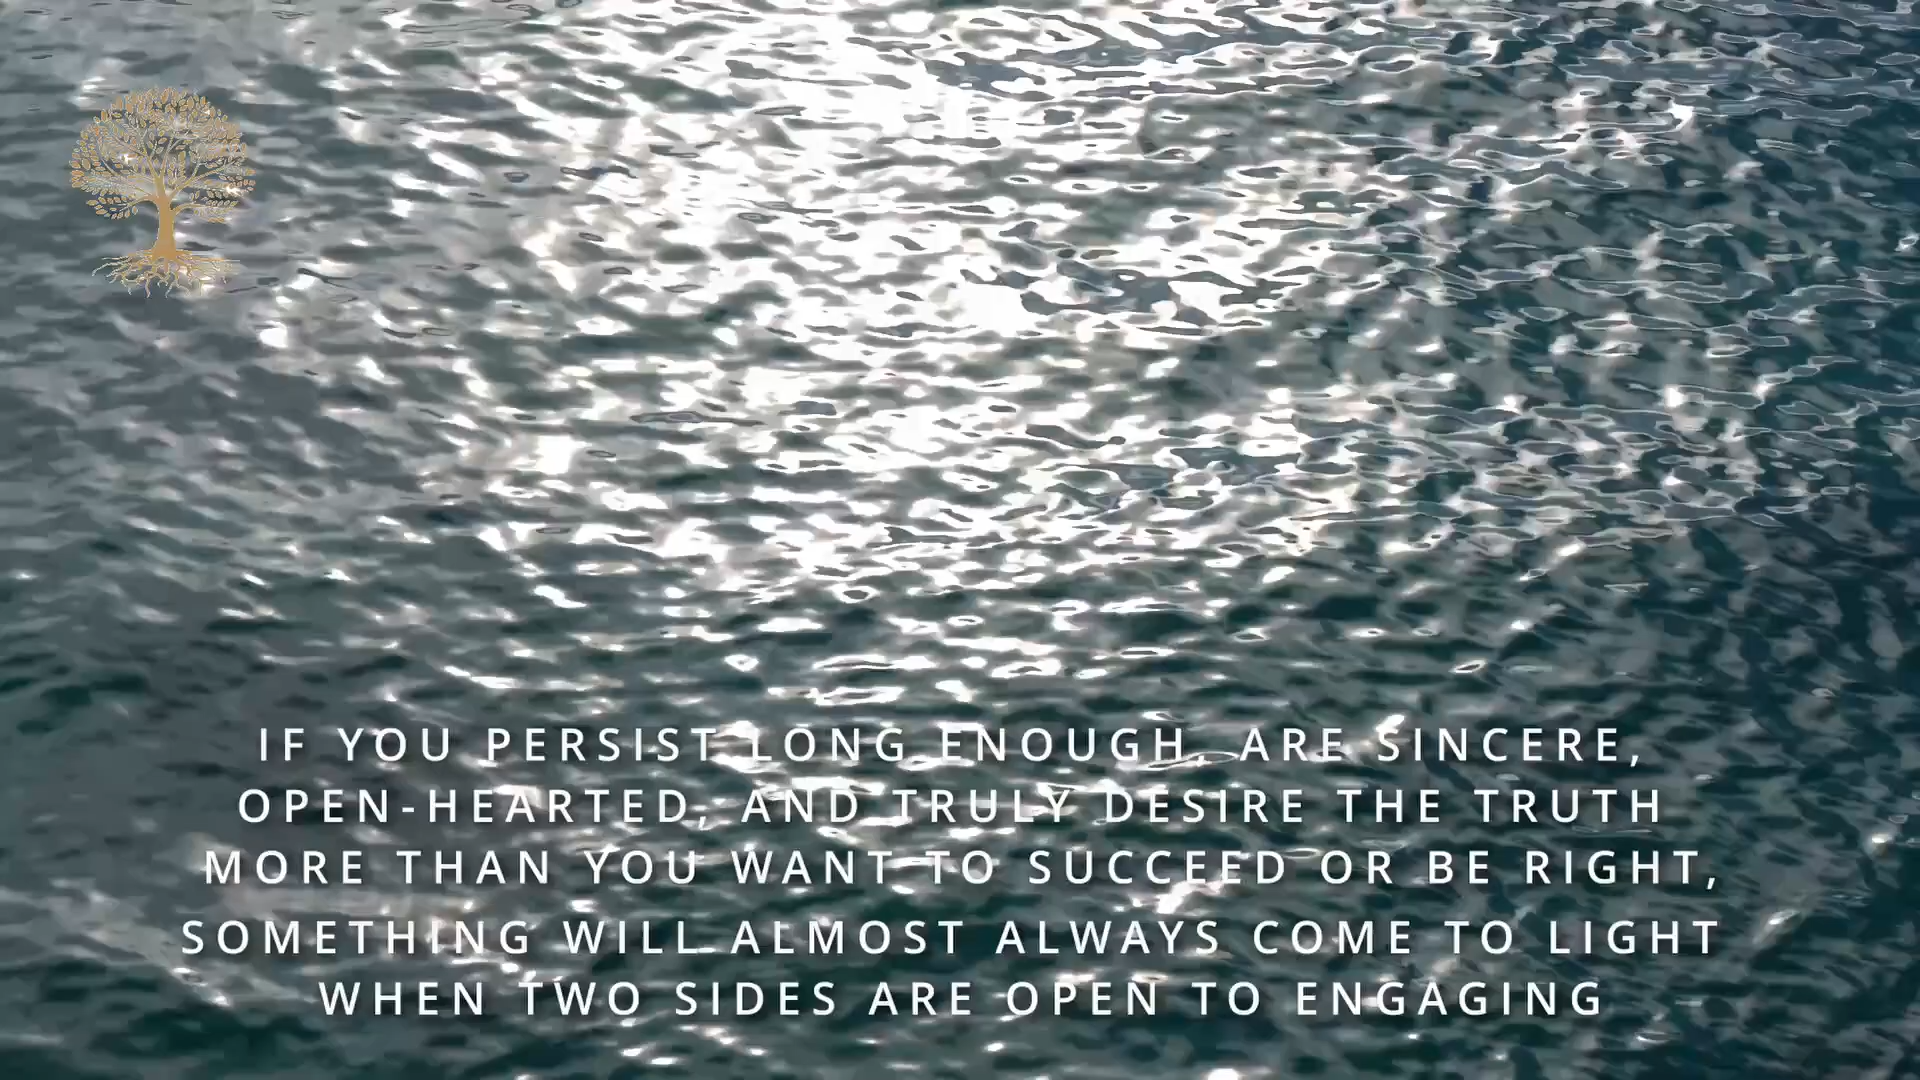 IF YOU PERSIST LONG ENOUGH, ARE SINCERE,
OPEN-HEARTED, AND TRULY DESIRE THE TRUTH
MORE THAN YOU WANT TO SUCCEED OR BE RIGHT,
SOMETHING WILL ALMOST ALWAYS COME TO LIGHT
WHEN TWO SIDES ARE OPEN TO ENGAGING